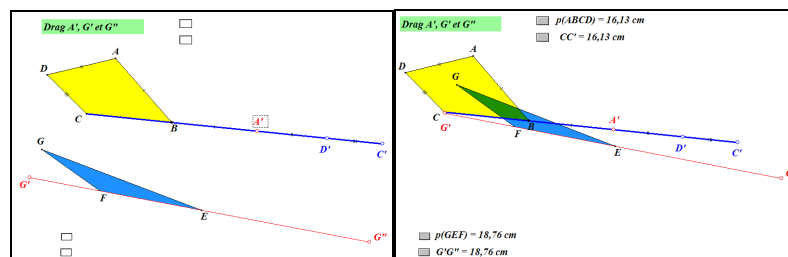 Drag A', G' et G"
A
D
C
B
A'
D'
C'
G
G'
F
E
G"
Drag A', G' et G"
p(ABCD) = 16,13 cm
CC' = 16,13 cm
A
D
G
C
G'
F
B
A'
D'
C'
E
p(GEF) = 18,76 cm
G'G" = 18,76 cm